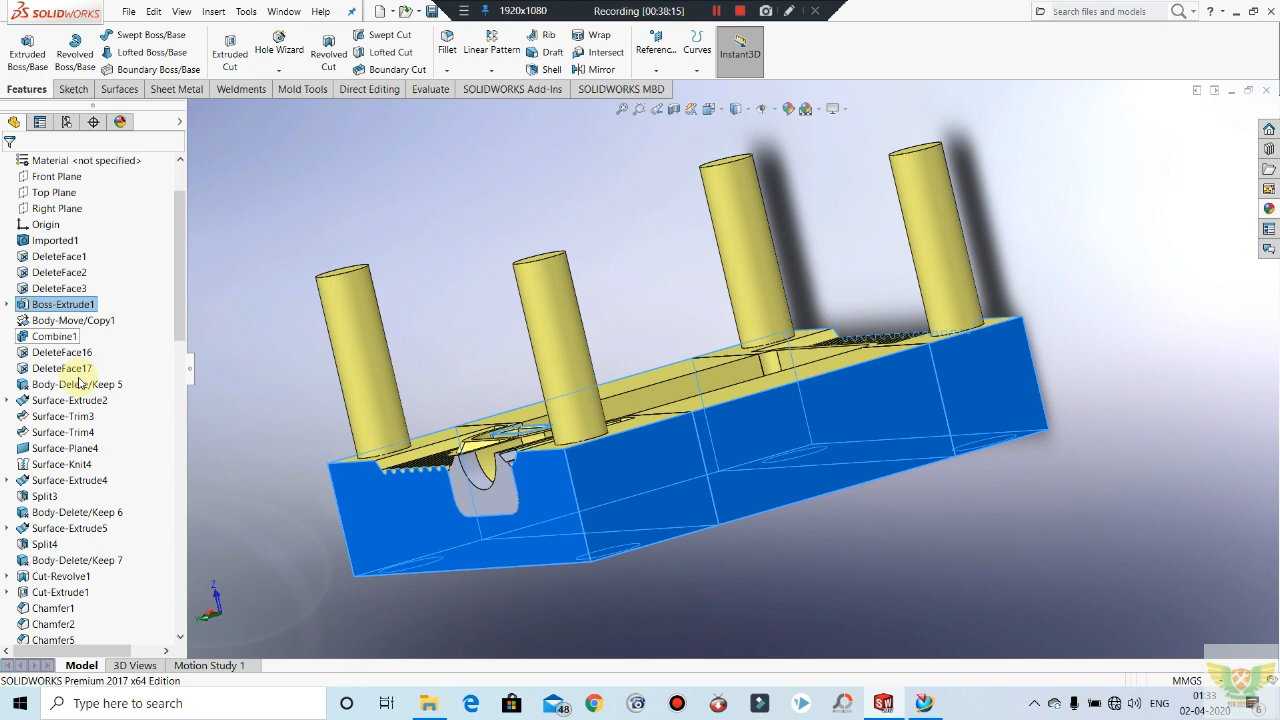 SOLIDWORKS
File Edit View Insert Tools Window Help
1920x1080 Recording [00:38:15]
Search files and models
Extruded Boss/Base
Revolved Boss/Base
Swept Boss/Base
Lofted Boss/Base
Boundary Boss/Base
Extruded Cut
Hole Wizard
Revolved Cut
Swept Cut
Lofted Cut
Boundary Cut
Fillet
Linear Pattern
Rib
Draft
Shell
Wrap
Intersect
Mirror
Referenc...
Curves
Instant3D
Features Sketch Surfaces Sheet Metal Weldments Mold Tools Direct Editing Evaluate SOLIDWORKS Add-Ins SOLIDWORKS MBD
Material <not specified>
Front Plane
Top Plane
Right Plane
Origin
Imported1
DeleteFace1
DeleteFace2
DeleteFace3
Boss-Extrude1
Body-Move/Copy1
Combine1
DeleteFace16
DeleteFace17
Body-Delete/Keep 5
Surface-Extrude2
Surface-Trim3
Surface-Trim4
Surface-Plane4
Surface-Knit4
Surface-Extrude4
Split3
Body-Delete/Keep 6
Surface-Extrude5
Split4
Body-Delete/Keep 7
Cut-Revolve1
Cut-Extrude1
Chamfer1
Chamfer2
Chamfer5
Z
Model 3D Views Motion Study 1
SOLIDWORKS Premium 2017 x64 Edition
MMGS
Type here to search
48
SW
01:33
02-04-2020
6